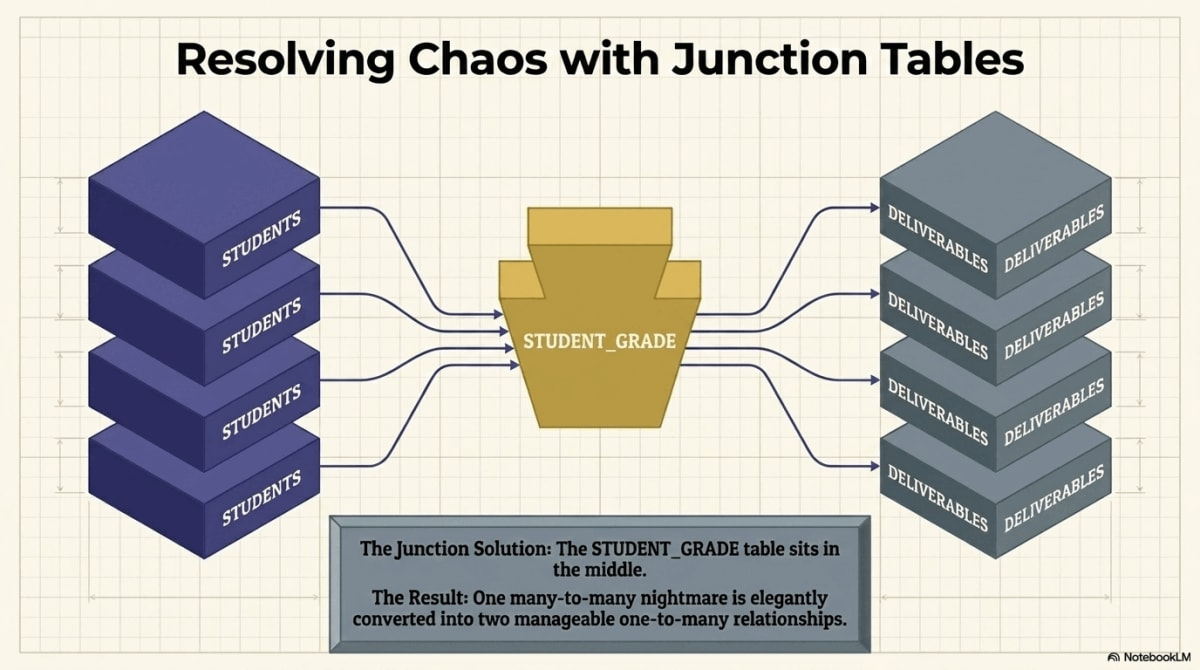 Resolving Chaos with Junction Tables
STUDENTS
STUDENTS
STUDENTS
STUDENTS
STUDENT_GRADE
DELIVERABLES DELIVERABLES
DELIVERABLES DELIVERABLES
DELIVERABLES DELIVERABLES
DELIVERABLES DELIVERABLES
The Junction Solution: The STUDENT_GRADE table sits in
the middle.
The Result: One many-to-many nightmare is elegantly
converted into two manageable one-to-many relationships.
NotebookLM